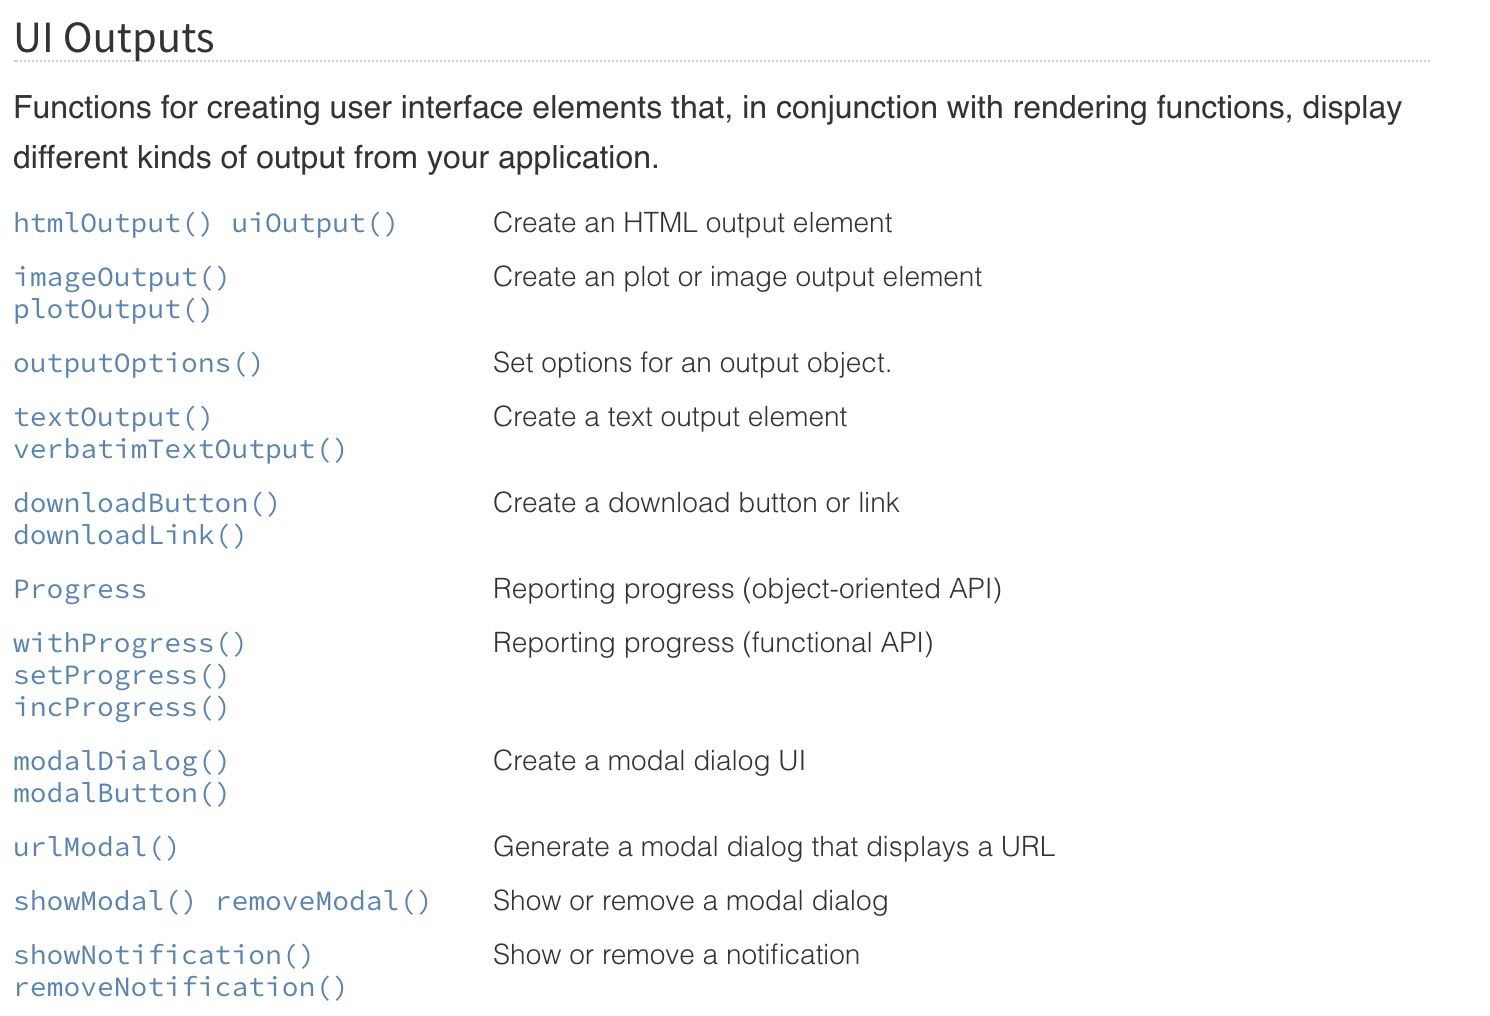 UI Outputs
Functions for creating user interface elements that, in conjunction with rendering functions, display
different kinds of output from your application.
htmlOutput() uiOutput() Create an HTML output element
imageOutput() Create an plot or image output element
plotOutput()
outputOptions() Set options for an output object.
textOutput() Create a text output element
verbatimTextOutput()
downloadButton() Create a download button or link
downloadLink()
Progress Reporting progress (object-oriented API)
withProgress() Reporting progress (functional API)
setProgress()
incProgress()
modalDialog() Create a modal dialog UI
modalButton()
urlModal() Generate a modal dialog that displays a URL
showModal() removeModal() Show or remove a modal dialog
showNotification() Show or remove a notification
removeNotification()